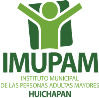 IMUPAM
INSTITUTO MUNICIPAL
DE LAS PERSONAS ADULTAS MAYORES
HUICHAPAN